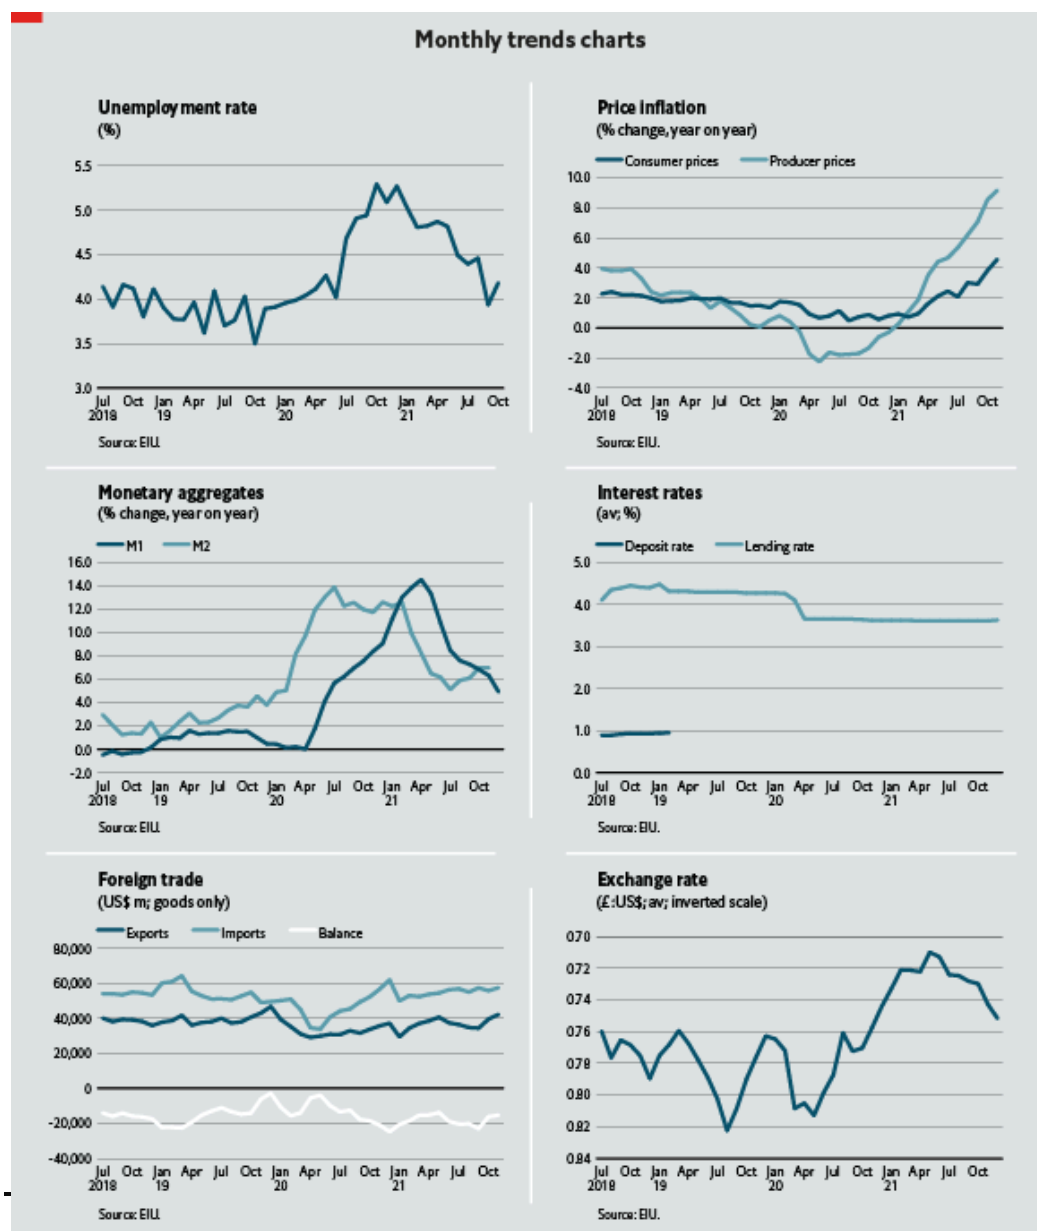 Monthly trends charts
Unemployment rate
(%)
5.5
5.0
4.5
4.0
3.5
3.0
Jul Oct Jan Apr Jul Oct Jan Apr Jul Oct Jan Apr Jul Oct
2018 19 20 21
Source: EIU.
Price inflation
(% change, year on year)
Consumer prices Producer prices
10.0
8.0
6.0
4.0
2.0
0.0
-2.0
-4.0
Jul Oct Jan Apr Jul Oct Jan Apr Jul Oct Jan Apr Jul Oct
2018 19 20 21
Source: EIU.
Monetary aggregates
(% change, year on year)
M1 M2
16.0
14.0
12.0
10.0
8.0
6.0
4.0
2.0
0.0
-2.0
Jul Oct Jan Apr Jul Oct Jan Apr Jul Oct Jan Apr Jul Oct
2018 19 20 21
Source: EIU.
Interest rates
(av; %)
Deposit rate Lending rate
5.0
4.0
3.0
2.0
1.0
0.0
Jul Oct Jan Apr Jul Oct Jan Apr Jul Oct Jan Apr Jul Oct
2018 19 20 21
Source: EIU.
Foreign trade
(US$ m; goods only)
Exports Imports Balance
80,000
60,000
40,000
20,000
0
-20,000
-40,000
Jul Oct Jan Apr Jul Oct Jan Apr Jul Oct Jan Apr Jul Oct
2018 19 20 21
Source: EIU.
Exchange rate
(£:US$; av; inverted scale)
0.70
0.72
0.74
0.76
0.78
0.80
0.82
0.84
Jul Oct Jan Apr Jul Oct Jan Apr Jul Oct Jan Apr Jul Oct
2018 19 20 21
Source: EIU.